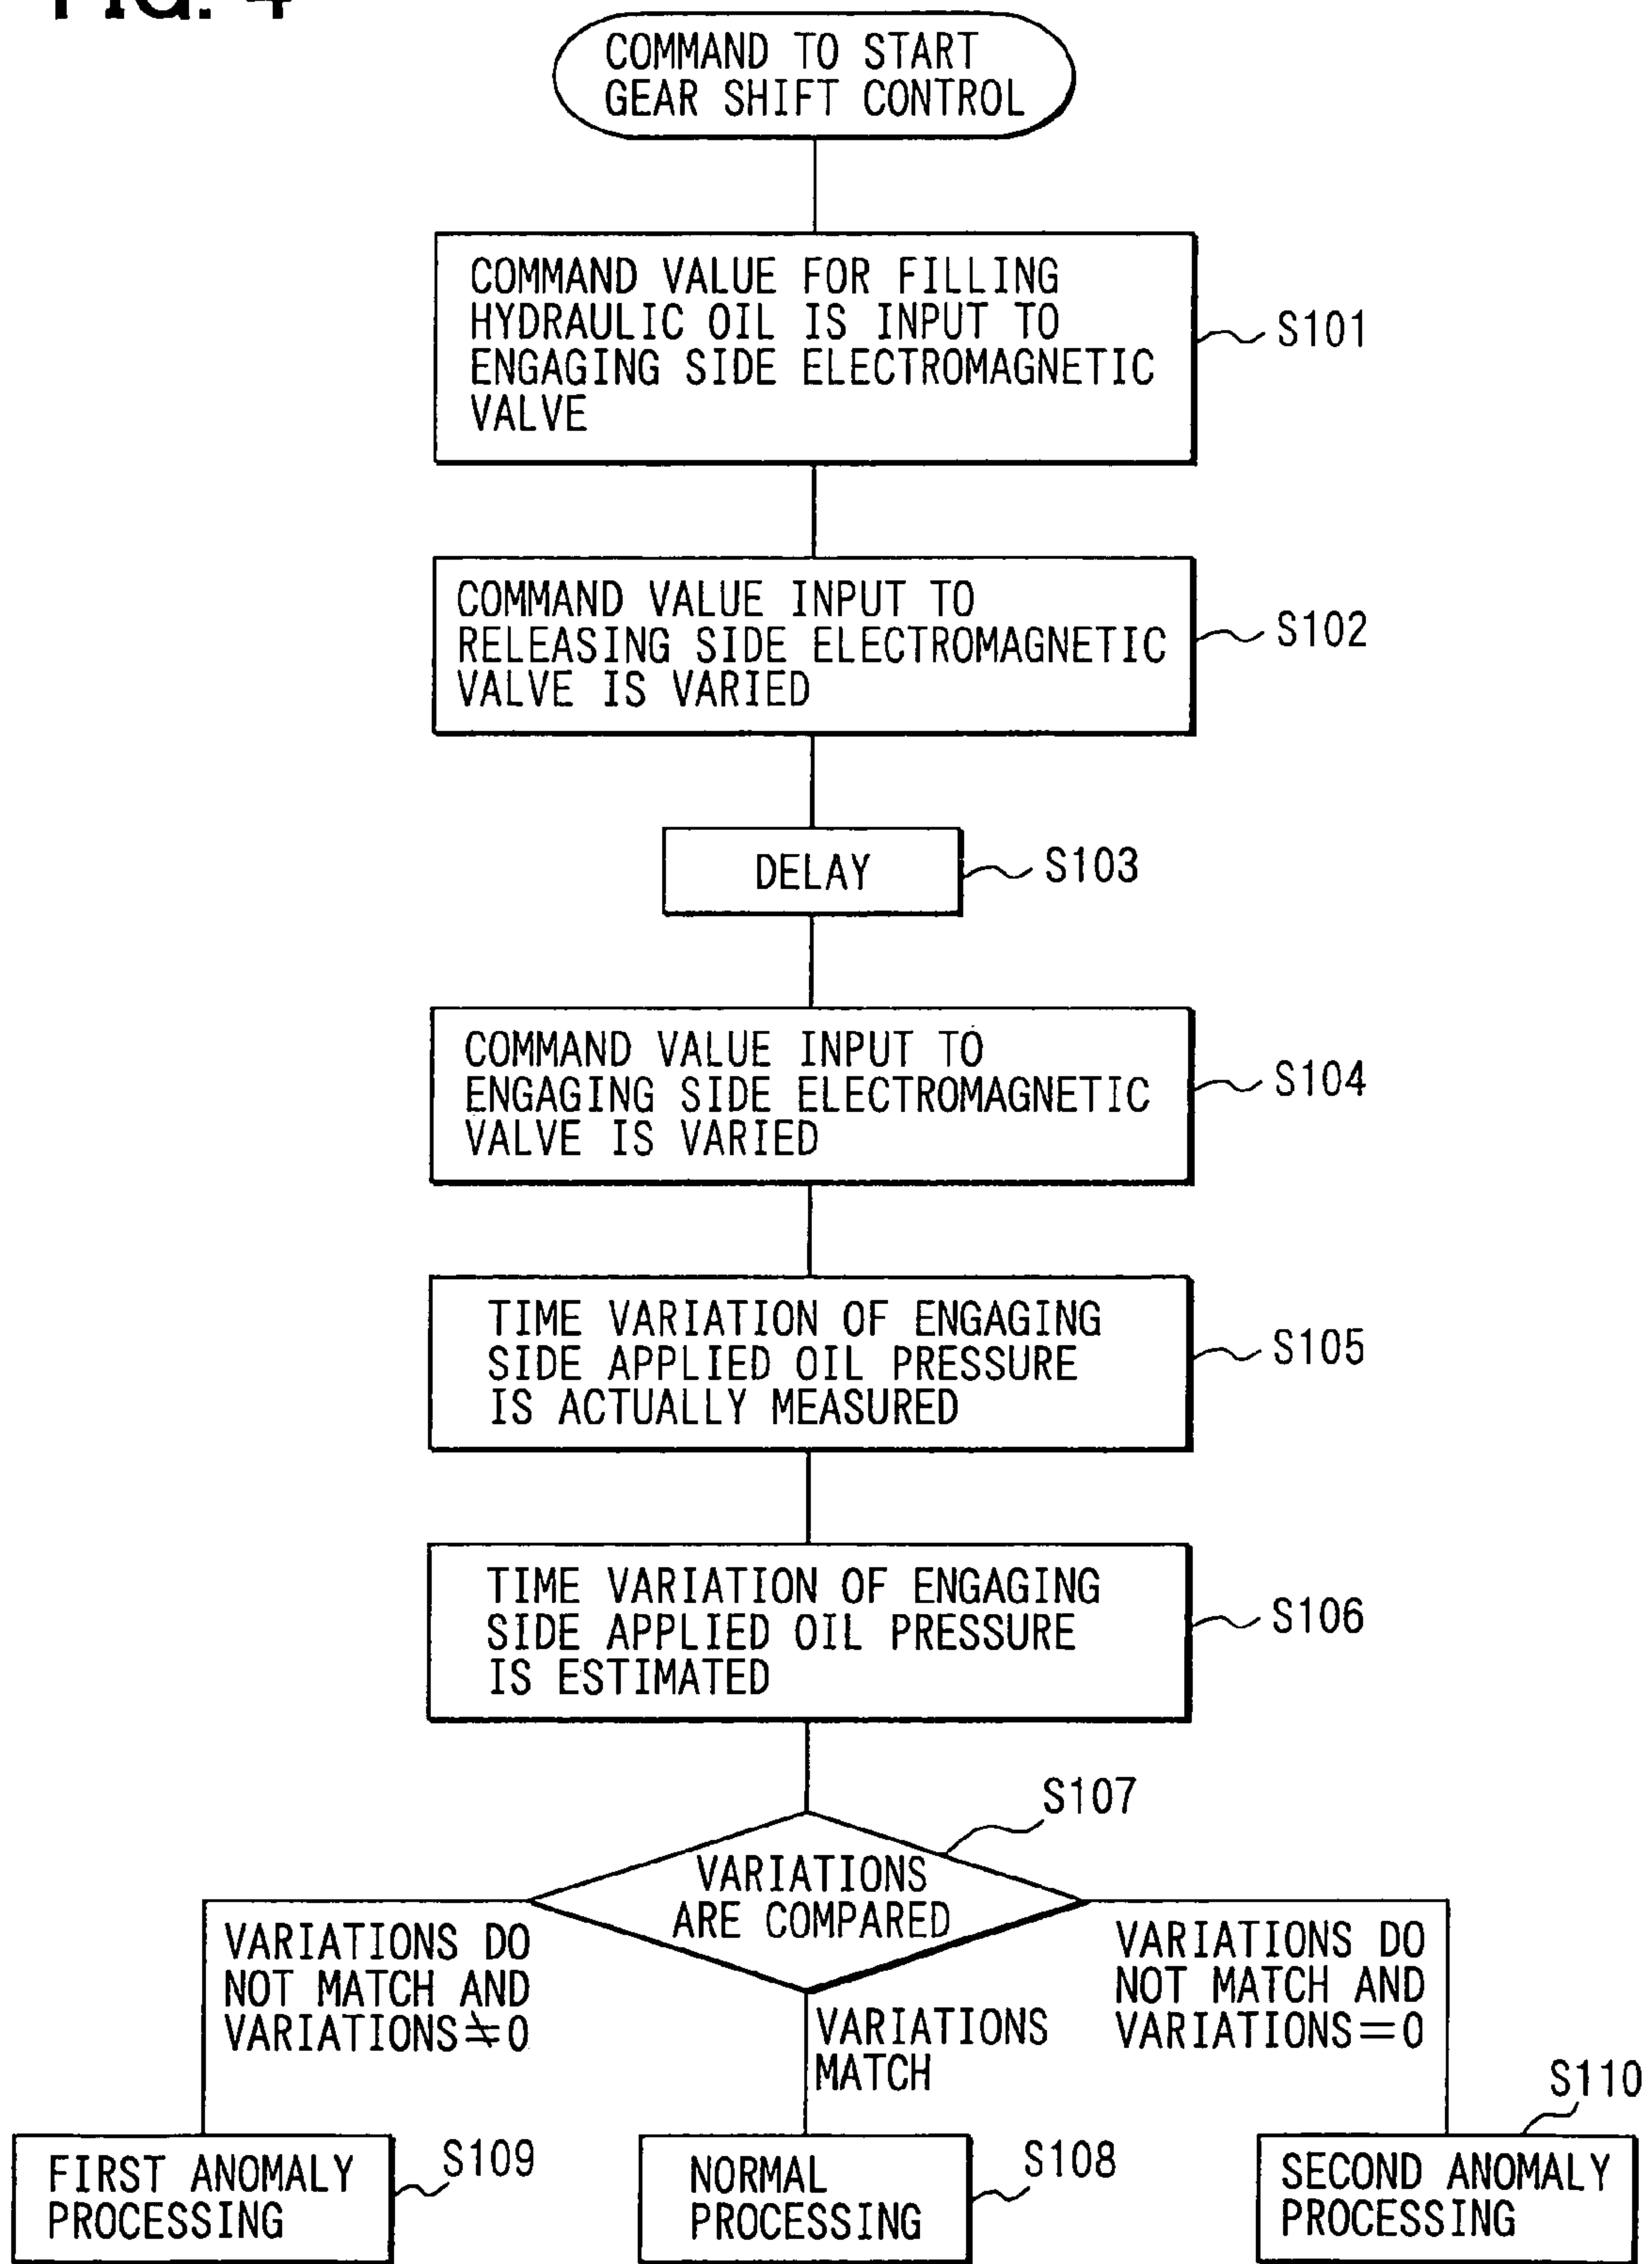 FIG. 4
COMMAND TO START
GEAR SHIFT CONTROL
COMMAND VALUE FOR FILLING
HYDRAULIC OIL IS INPUT TO
ENGAGING SIDE ELECTROMAGNETIC
VALVE
S101
COMMAND VALUE INPUT TO
RELEASING SIDE ELECTROMAGNETIC
VALVE IS VARIED
S102
DELAY
S103
COMMAND VALUE INPUT TO
ENGAGING SIDE ELECTROMAGNETIC
VALVE IS VARIED
S104
TIME VARIATION OF ENGAGING
SIDE APPLIED OIL PRESSURE
IS ACTUALLY MEASURED
S105
TIME VARIATION OF ENGAGING
SIDE APPLIED OIL PRESSURE
IS ESTIMATED
S106
S107
VARIATIONS
ARE COMPARED
VARIATIONS DO
NOT MATCH AND
VARIATIONS≠0
VARIATIONS
MATCH
VARIATIONS DO
NOT MATCH AND
VARIATIONS=0
FIRST ANOMALY
PROCESSING
S109
NORMAL
PROCESSING
S108
SECOND ANOMALY
PROCESSING
S110